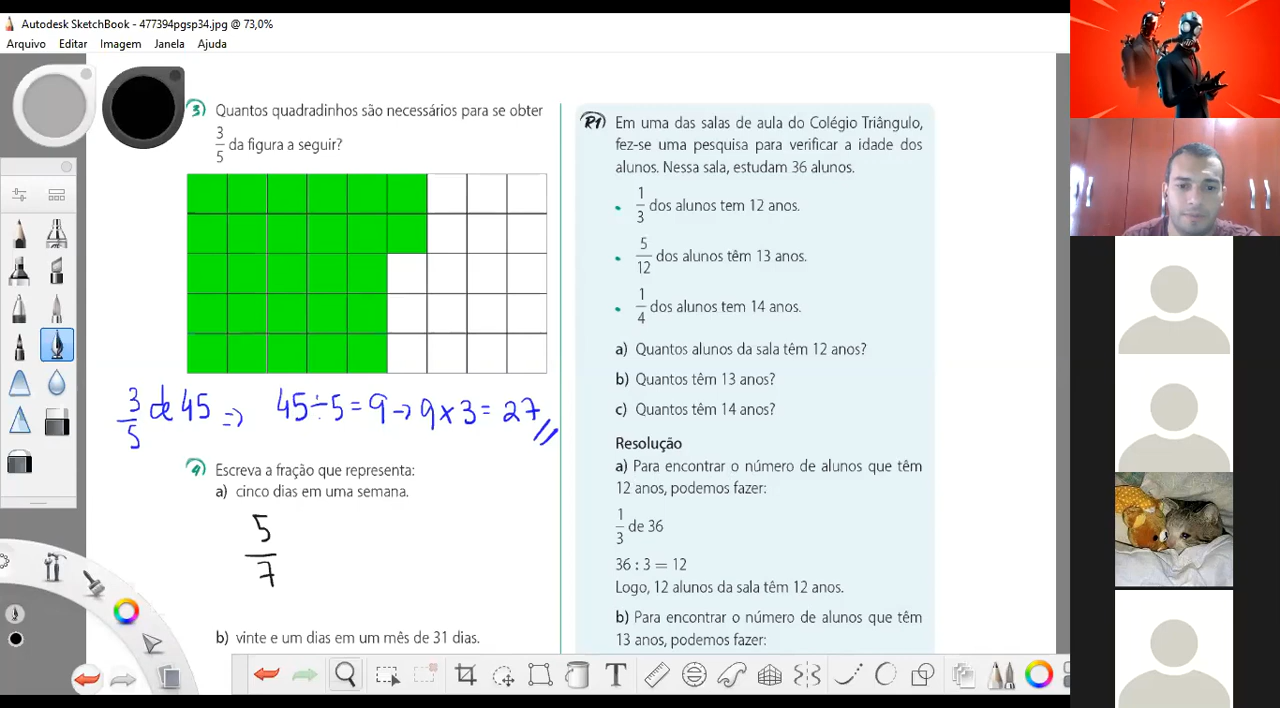 Autodesk SketchBook - 477394pgsp34.jpg @ 73,0%
Arquivo Editar Imagem Janela Ajuda
3 Quantos quadradinhos são necessários para se obter
3/5 da figura a seguir?
3/5 de 45 => 45÷5=9→9×3=27//
4 Escreva a fração que representa:
a) cinco dias em uma semana.
5/7
b) vinte e um dias em um mês de 31 dias.
R1 Em uma das salas de aula do Colégio Triângulo,
fez-se uma pesquisa para verificar a idade dos
alunos. Nessa sala, estudam 36 alunos.
• 1/3 dos alunos tem 12 anos.
• 5/12 dos alunos têm 13 anos.
• 1/4 dos alunos tem 14 anos.
a) Quantos alunos da sala têm 12 anos?
b) Quantos têm 13 anos?
c) Quantos têm 14 anos?
Resolução
a) Para encontrar o número de alunos que têm
12 anos, podemos fazer:
1/3 de 36
36 : 3 = 12
Logo, 12 alunos da sala têm 12 anos.
b) Para encontrar o número de alunos que têm
13 anos, podemos fazer: